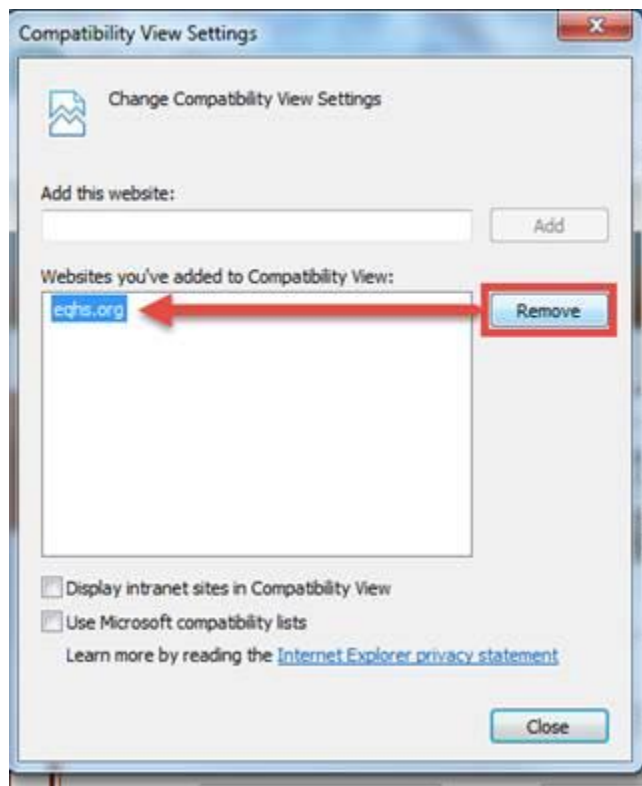 Compatibility View Settings
Change Compatibility View Settings
Add this website:
Add
Websites you've added to Compatibility View:
eqhs.org
Remove
Display intranet sites in Compatibility View
Use Microsoft compatibility lists
Learn more by reading the Internet Explorer privacy statement
Close